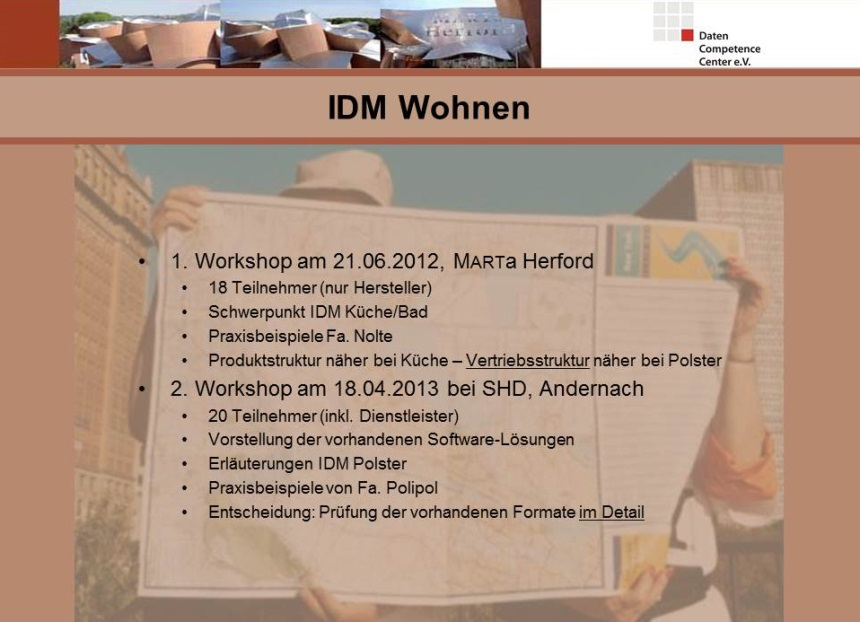 Daten
Competence
Center e.V.
IDM Wohnen
• 1. Workshop am 21.06.2012, MARTa Herford
• 18 Teilnehmer (nur Hersteller)
• Schwerpunkt IDM Küche/Bad
• Praxisbeispiele Fa. Nolte
• Produktstruktur näher bei Küche – Vertriebsstruktur näher bei Polster
• 2. Workshop am 18.04.2013 bei SHD, Andernach
• 20 Teilnehmer (inkl. Dienstleister)
• Vorstellung der vorhandenen Software-Lösungen
• Erläuterungen IDM Polster
• Praxisbeispiele von Fa. Polipol
• Entscheidung: Prüfung der vorhandenen Formate im Detail